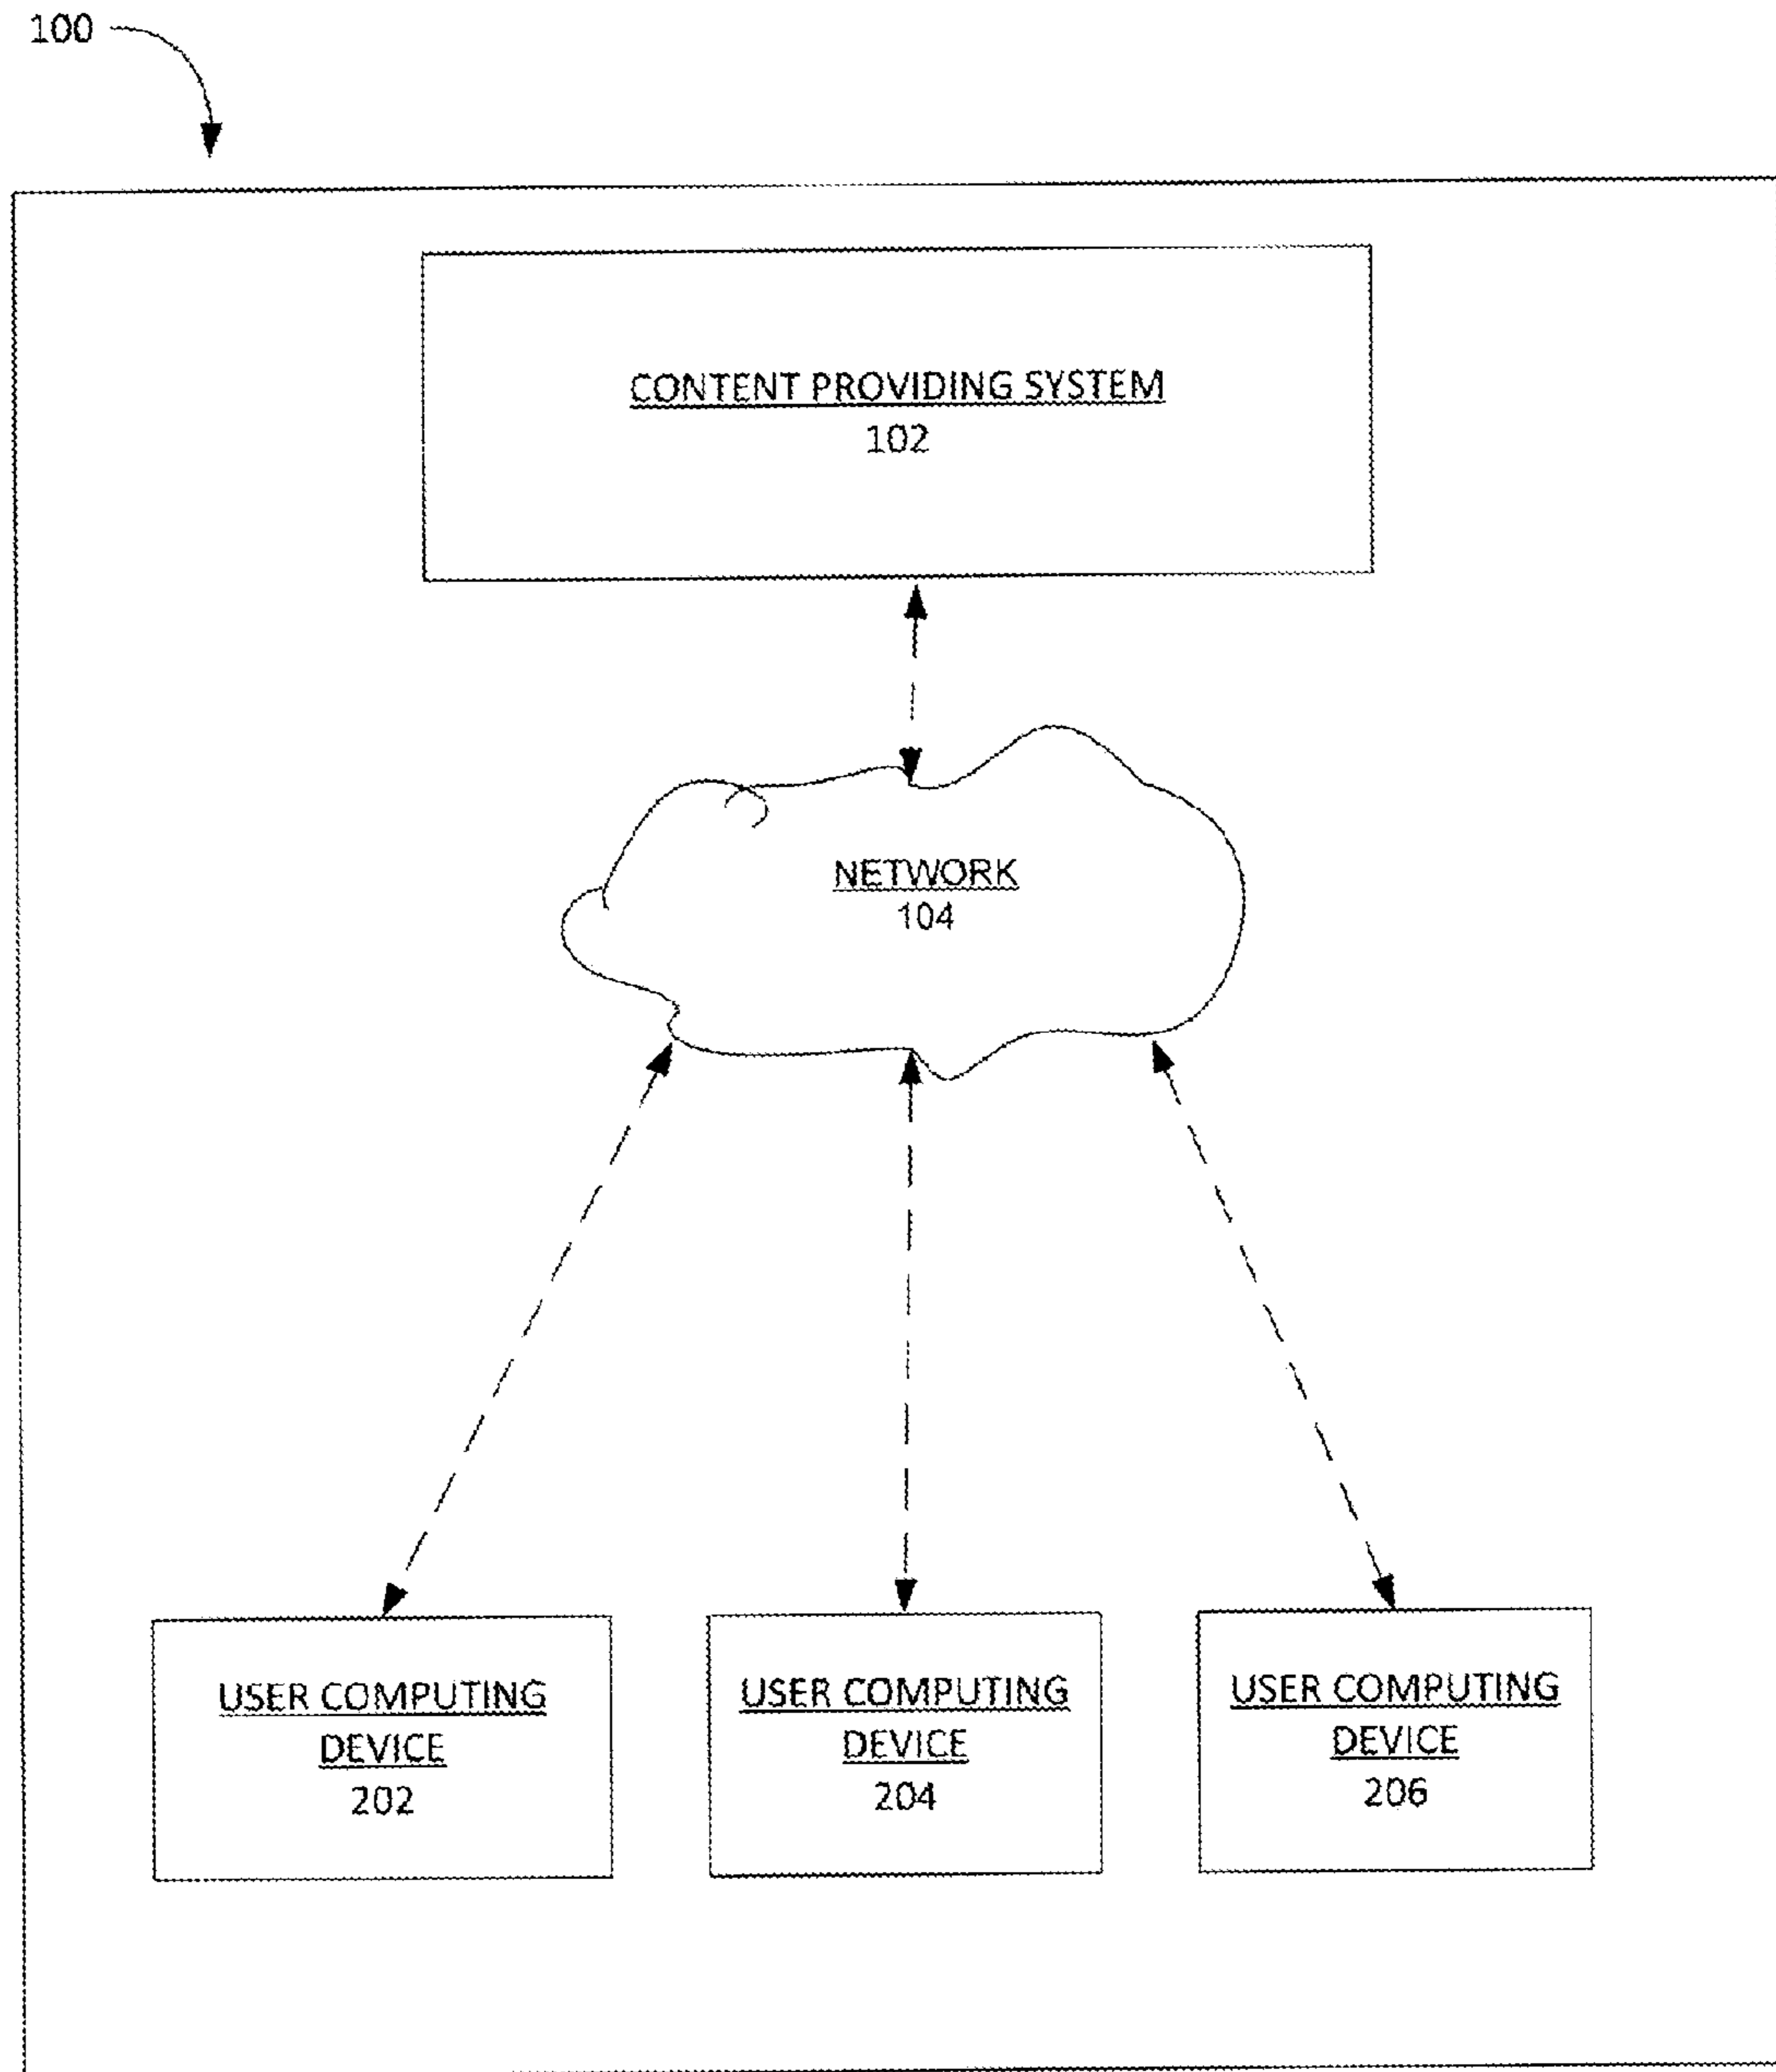 100
CONTENT PROVIDING SYSTEM
102
NETWORK
104
USER COMPUTING
DEVICE
202
USER COMPUTING
DEVICE
204
USER COMPUTING
DEVICE
206